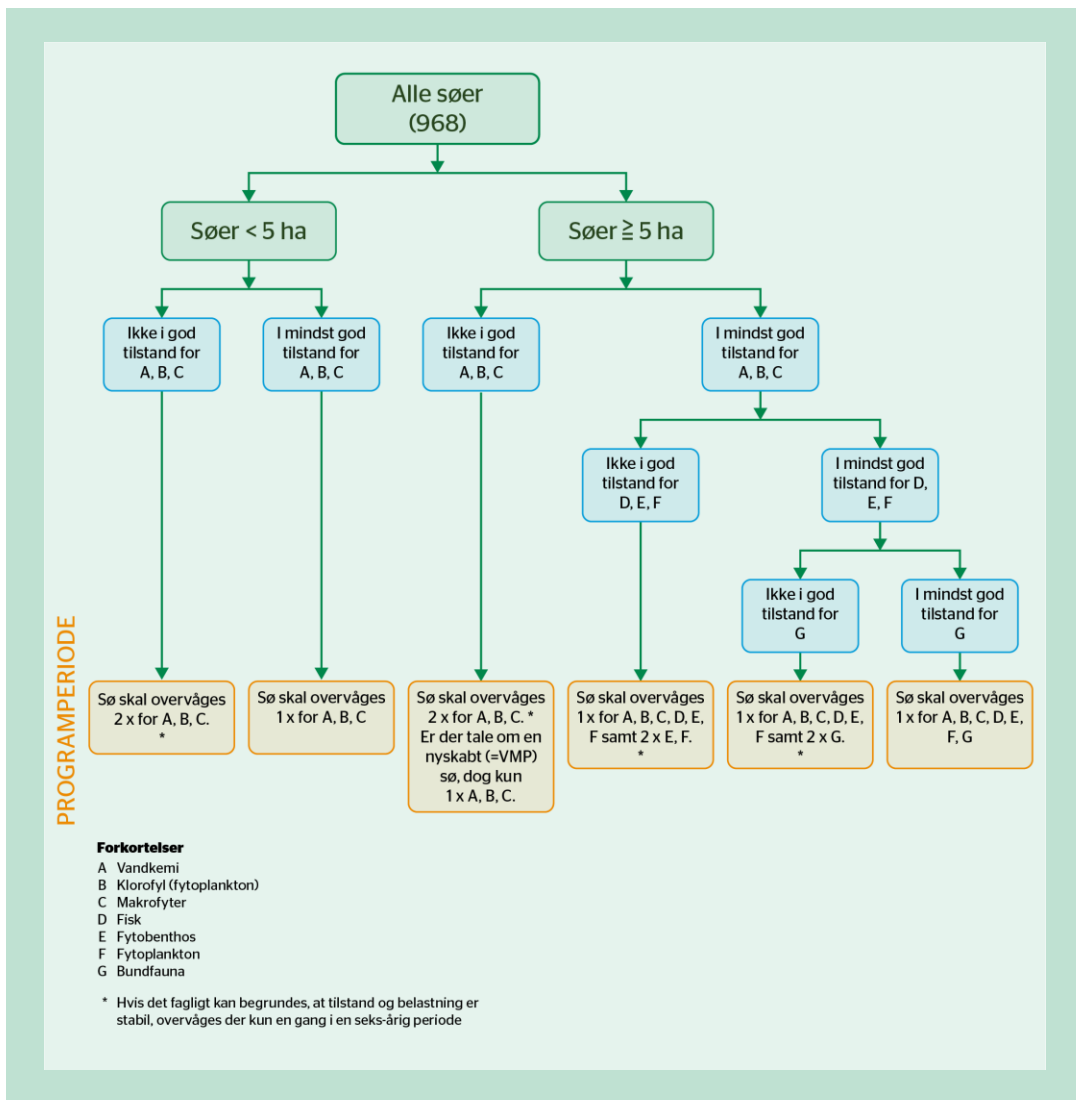 Alle søer
(968)
Søer < 5 ha
Søer ≧ 5 ha
Ikke i god
tilstand for
A, B, C
I mindst god
tilstand for
A, B, C
Ikke i god
tilstand for
A, B, C
I mindst god
tilstand for
A, B, C
Ikke i god
tilstand for
D, E, F
I mindst god
tilstand for D,
E, F
Ikke i god
tilstand for
G
I mindst god
tilstand for
G
PROGRAMPERIODE
Sø skal overvåges
2 x for A, B, C.
*
Sø skal overvåges
1 x for A, B, C
Sø skal overvåges
2 x for A, B, C. *
Er der tale om en
nyskabt (=VMP)
sø, dog kun
1 x A, B, C.
Sø skal overvåges
1 x for A, B, C, D, E,
F samt 2 x E, F.
*
Sø skal overvåges
1 x for A, B, C, D, E,
F samt 2 x G.
*
Sø skal overvåges
1 x for A, B, C, D, E,
F, G
Forkortelser
A Vandkemi
B Klorofyl (fytoplankton)
C Makrofyter
D Fisk
E Fytobenthos
F Fytoplankton
G Bundfauna
* Hvis det fagligt kan begrundes, at tilstand og belastning er
stabil, overvåges der kun en gang i en seks-årig periode